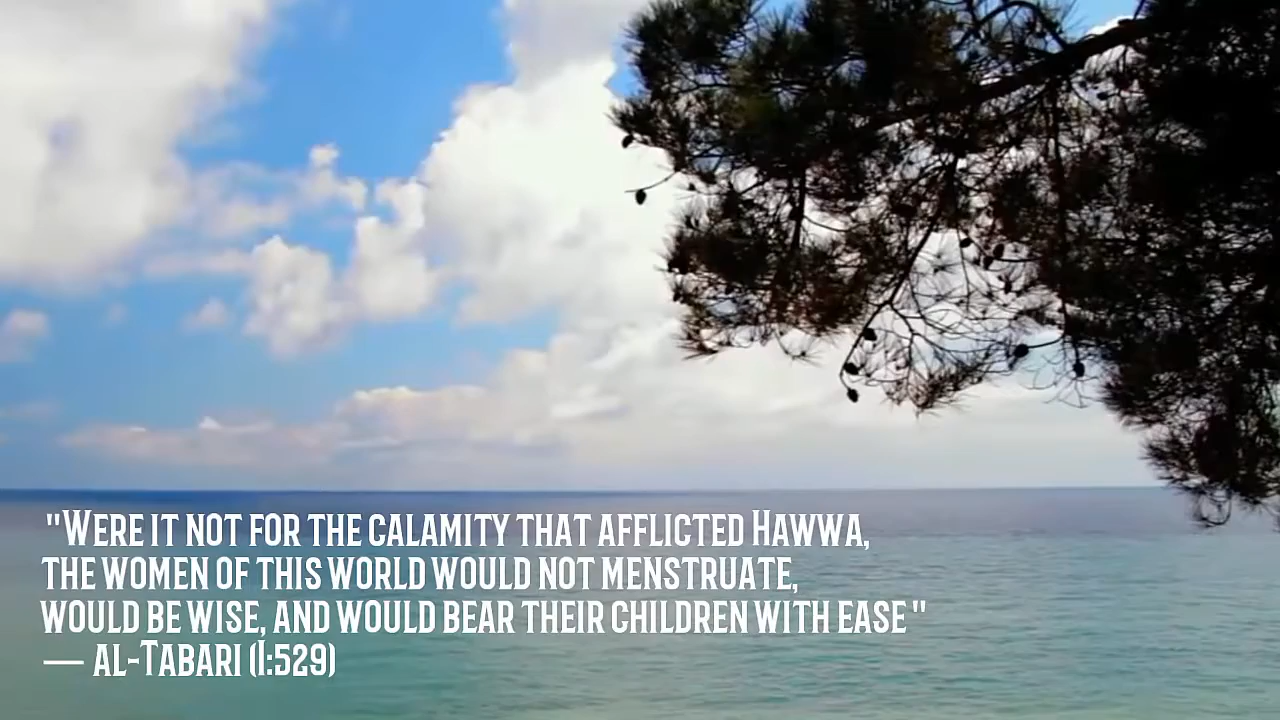 "Were it not for the calamity that afflicted Hawwa,
the women of this world would not menstruate,
would be wise, and would bear their children with ease"
— al-Tabari (I:529)